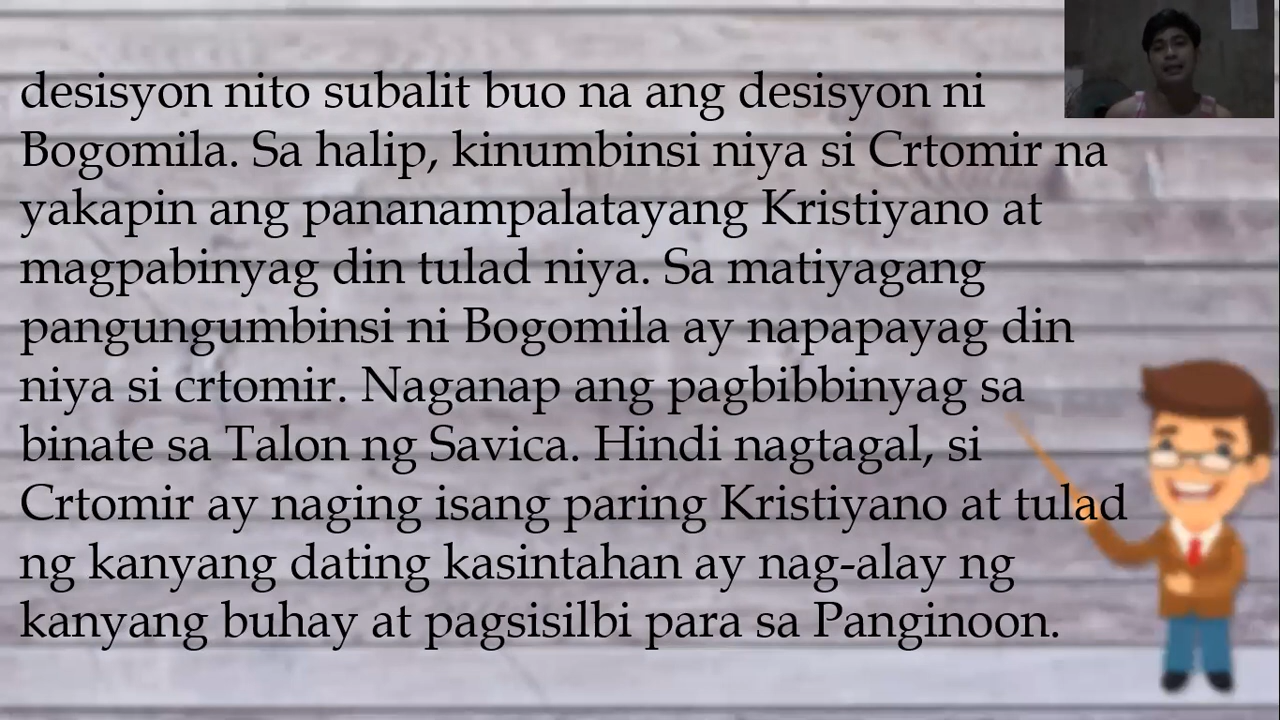 desisyon nito subalit buo na ang desisyon ni
Bogomila. Sa halip, kinumbinsi niya si Crtomir na
yakapin ang pananampalatayang Kristiyano at
magpabinyag din tulad niya. Sa matiyagang
pangungumbinsi ni Bogomila ay napapayag din
niya si crtomir. Naganap ang pagbibbinyag sa
binate sa Talon ng Savica. Hindi nagtagal, si
Crtomir ay naging isang paring Kristiyano at tulad
ng kanyang dating kasintahan ay nag-alay ng
kanyang buhay at pagsisilbi para sa Panginoon.